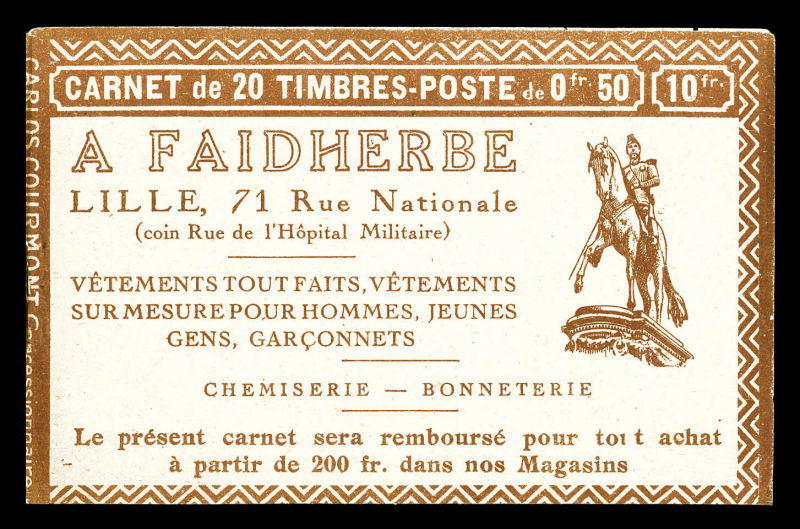 CARNET de 20 TIMBRES-POSTE de 0fr. 50 10fr.
A FAIDHERBE
LILLE, 71 Rue Nationale
(coin Rue de l'Hôpital Militaire)
VÊTEMENTS TOUT FAITS, VÊTEMENTS
SUR MESURE POUR HOMMES, JEUNES
GENS, GARÇONNETS
CHEMISERIE — BONNETERIE
Le présent carnet sera remboursé pour tout achat
à partir de 200 fr. dans nos Magasins
CARLOS COURMONT Concessionnaire